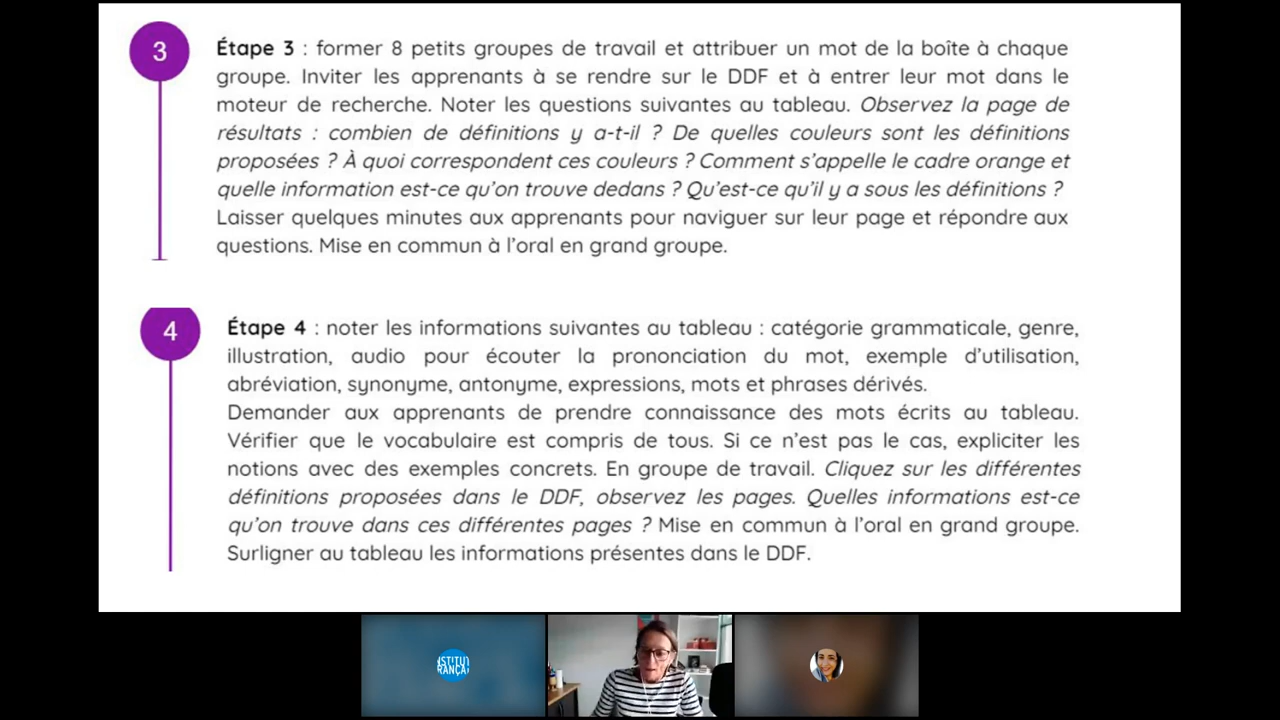 3
Étape 3 : former 8 petits groupes de travail et attribuer un mot de la boîte à chaque
groupe. Inviter les apprenants à se rendre sur le DDF et à entrer leur mot dans le
moteur de recherche. Noter les questions suivantes au tableau. Observez la page de
résultats : combien de définitions y a-t-il ? De quelles couleurs sont les définitions
proposées ? À quoi correspondent ces couleurs ? Comment s'appelle le cadre orange et
quelle information est-ce qu'on trouve dedans ? Qu'est-ce qu'il y a sous les définitions ?
Laisser quelques minutes aux apprenants pour naviguer sur leur page et répondre aux
questions. Mise en commun à l'oral en grand groupe.
4
Étape 4 : noter les informations suivantes au tableau : catégorie grammaticale, genre,
illustration, audio pour écouter la prononciation du mot, exemple d'utilisation,
abréviation, synonyme, antonyme, expressions, mots et phrases dérivés.
Demander aux apprenants de prendre connaissance des mots écrits au tableau.
Vérifier que le vocabulaire est compris de tous. Si ce n'est pas le cas, expliciter les
notions avec des exemples concrets. En groupe de travail. Cliquez sur les différentes
définitions proposées dans le DDF, observez les pages. Quelles informations est-ce
qu'on trouve dans ces différentes pages ? Mise en commun à l'oral en grand groupe.
Surligner au tableau les informations présentes dans le DDF.
STITUT
RANÇA